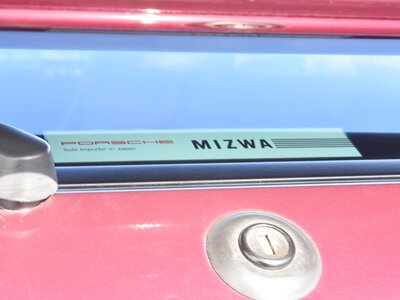 PORSCHE MIZWA
Sole Importer in Japan